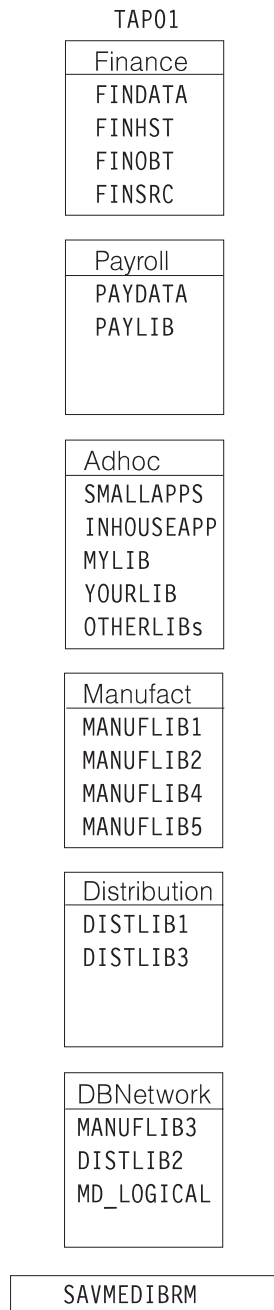 TAP01
Finance
FINDATA
FINHST
FINOBT
FINSRC
Payroll
PAYDATA
PAYLIB
Adhoc
SMALLAPPS
INHOUSEAPP
MYLIB
YOURLIB
OTHERLIBs
Manufact
MANUFLIB1
MANUFLIB2
MANUFLIB4
MANUFLIB5
Distribution
DISTLIB1
DISTLIB3
DBNetwork
MANUFLIB3
DISTLIB2
MD_LOGICAL
SAVMEDIBRM